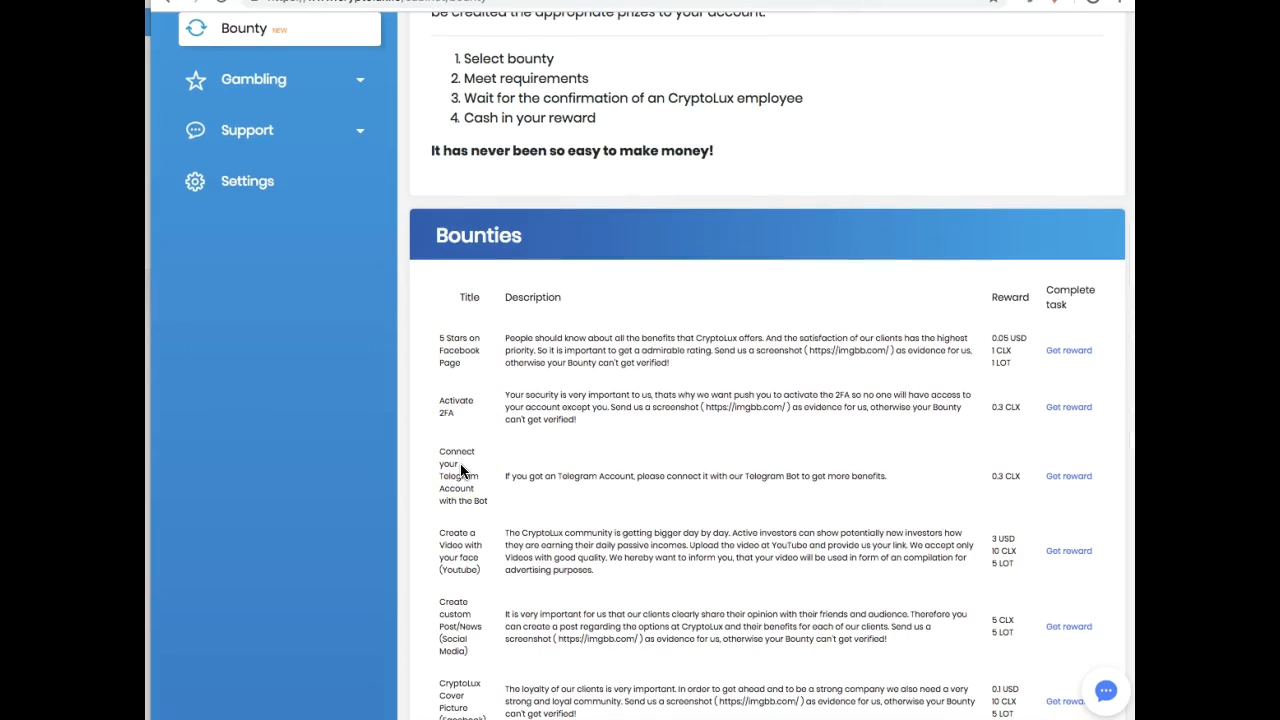 be credited the appropriate prizes to your account.
Bounty NEW
Gambling
Support
Settings
1. Select bounty
2. Meet requirements
3. Wait for the confirmation of an CryptoLux employee
4. Cash in your reward
It has never been so easy to make money!
Bounties
Title Description Reward Complete
task
5 Stars on
Facebook
Page
People should know about all the benefits that CryptoLux offers. And the satisfaction of our clients has the highest
priority. So it is important to get a admirable rating. Send us a screenshot ( https://imgbb.com/ ) as evidence for us,
otherwise your Bounty can't get verified!
0.05 USD
1 CLX
1 LOT
Get reward
Activate
2FA
Your security is very important to us, thats why we want push you to activate the 2FA so no one will have access to
your account except you. Send us a screenshot ( https://imgbb.com/ ) as evidence for us, otherwise your Bounty
can't get verified!
0.3 CLX
Get reward
Connect
your
Telegram
Account
with the Bot
If you got an Telegram Account, please connect it with our Telegram Bot to get more benefits.
0.3 CLX
Get reward
Create a
Video with
your face
(Youtube)
The CryptoLux community is getting bigger day by day. Active investors can show potentially new investors how
they are earning their daily passive incomes. Upload the video at YouTube and provide us your link. We accept only
Videos with good quality. We hereby want to inform you, that your video will be used in form of an compilation for
advertising purposes.
3 USD
10 CLX
5 LOT
Get reward
Create
custom
Post/News
(Social
Media)
It is very important for us that our clients clearly share their opinion with their friends and audience. Therefore you
can create a post regarding the options at CryptoLux and their benefits for each of our clients. Send us a
screenshot ( https://imgbb.com/ ) as evidence for us, otherwise your Bounty can't get verified!
5 CLX
5 LOT
Get reward
CryptoLux
Cover
Picture
(Facebook)
The loyalty of our clients is very important. In order to get ahead and to be a strong company we also need a very
strong and loyal community. Send us a screenshot ( https://imgbb.com/ ) as evidence for us, otherwise your Bounty
can't get verified!
0.1 USD
10 CLX
5 LOT
Get rewa